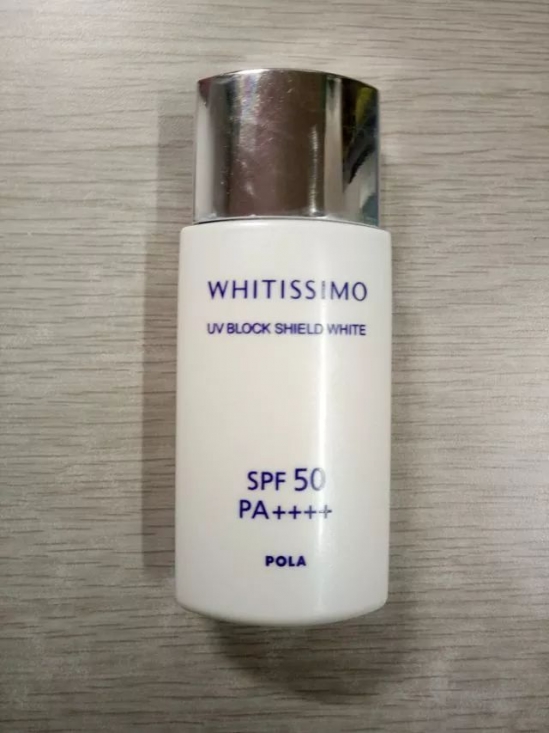 WHITISSIMO
UV BLOCK SHIELD WHITE
SPF 50
PA++++
POLA